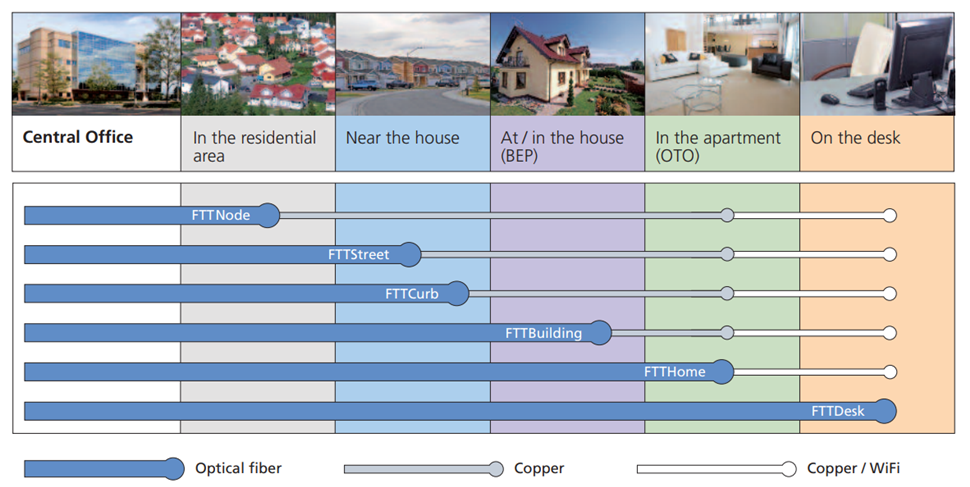 Central Office
In the residential
area
Near the house
At / in the house
(BEP)
In the apartment
(OTO)
On the desk
FTTNode
FTTStreet
FTTCurb
FTTBuilding
FTTHome
FTTDesk
Optical fiber
Copper
Copper / WiFi